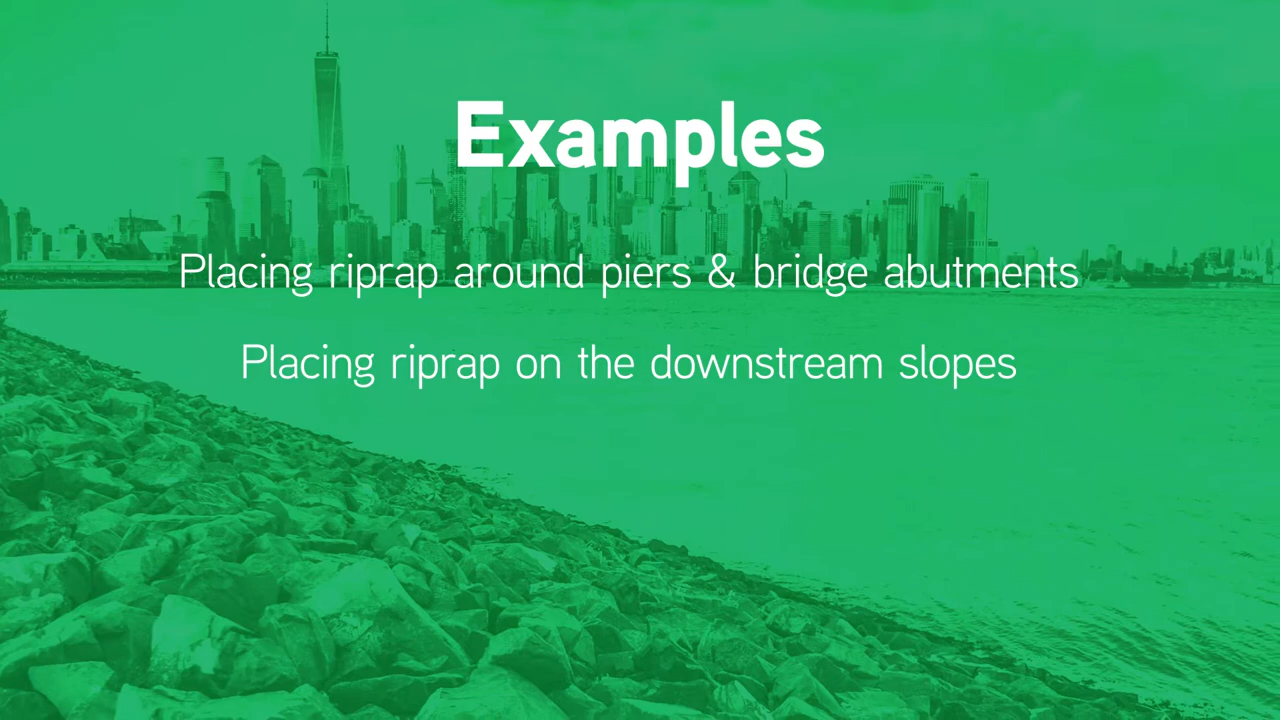 Examples
Placing riprap around piers & bridge abutments
Placing riprap on the downstream slopes